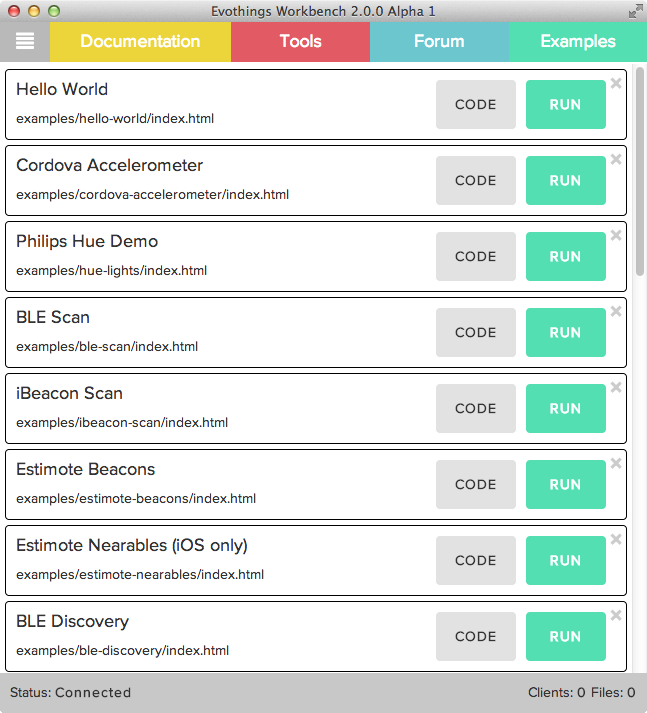 Evothings Workbench 2.0.0 Alpha 1
Documentation Tools Forum Examples
Hello World
examples/hello-world/index.html
CODE RUN
Cordova Accelerometer
examples/cordova-accelerometer/index.html
CODE RUN
Philips Hue Demo
examples/hue-lights/index.html
CODE RUN
BLE Scan
examples/ble-scan/index.html
CODE RUN
iBeacon Scan
examples/ibeacon-scan/index.html
CODE RUN
Estimote Beacons
examples/estimote-beacons/index.html
CODE RUN
Estimote Nearables (iOS only)
examples/estimote-nearables/index.html
CODE RUN
BLE Discovery
examples/ble-discovery/index.html
CODE RUN
Status: Connected Clients: 0 Files: 0